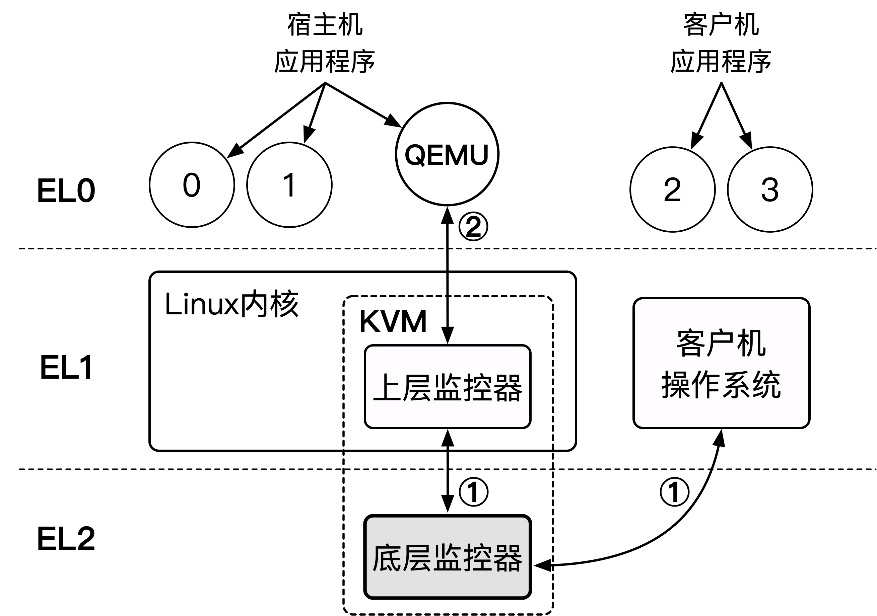 宿主机
应用程序
客户机
应用程序
EL0
0
1
QEMU
2
3
②
EL1
Linux内核
KVM
上层监控器
客户机
操作系统
①
①
EL2
底层监控器